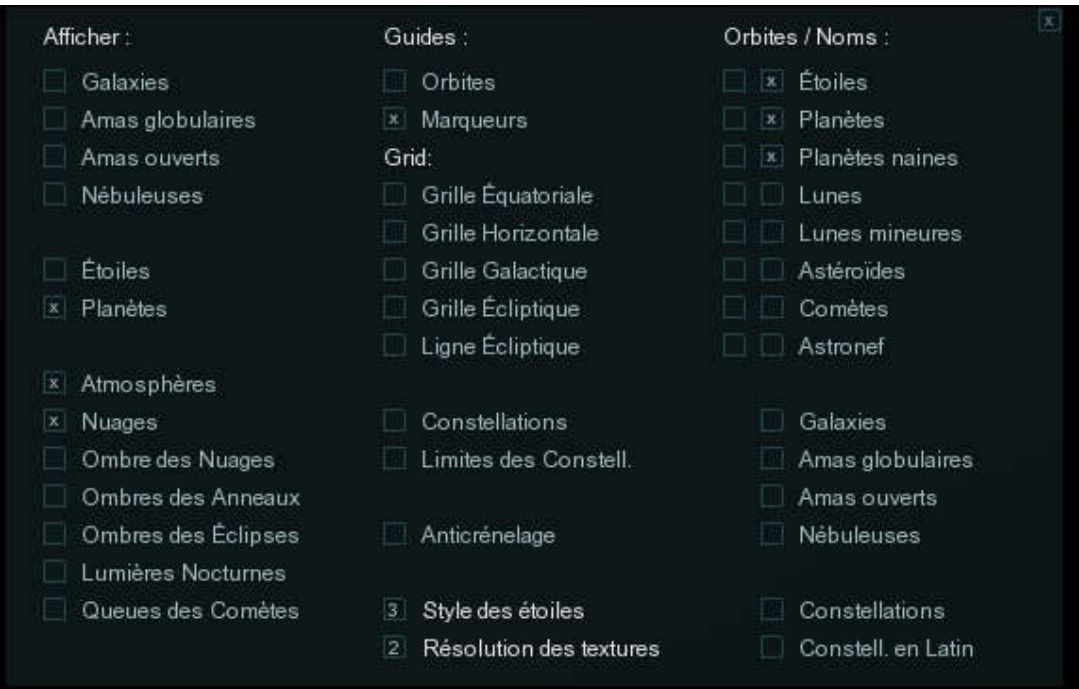 x
Afficher :
Galaxies
Amas globulaires
Amas ouverts
Nébuleuses
Étoiles
x Planètes
x Atmosphères
x Nuages
Ombre des Nuages
Ombres des Anneaux
Ombres des Éclipses
Lumières Nocturnes
Queues des Comètes
Guides :
Orbites
x Marqueurs
Grid:
Grille Équatoriale
Grille Horizontale
Grille Galactique
Grille Écliptique
Ligne Écliptique
Constellations
Limites des Constell.
Anticrénelage
3 Style des étoiles
2 Résolution des textures
Orbites / Noms :
x Étoiles
x Planètes
x Planètes naines
Lunes
Lunes mineures
Astéroïdes
Comètes
Astronef
Galaxies
Amas globulaires
Amas ouverts
Nébuleuses
Constellations
Constell. en Latin